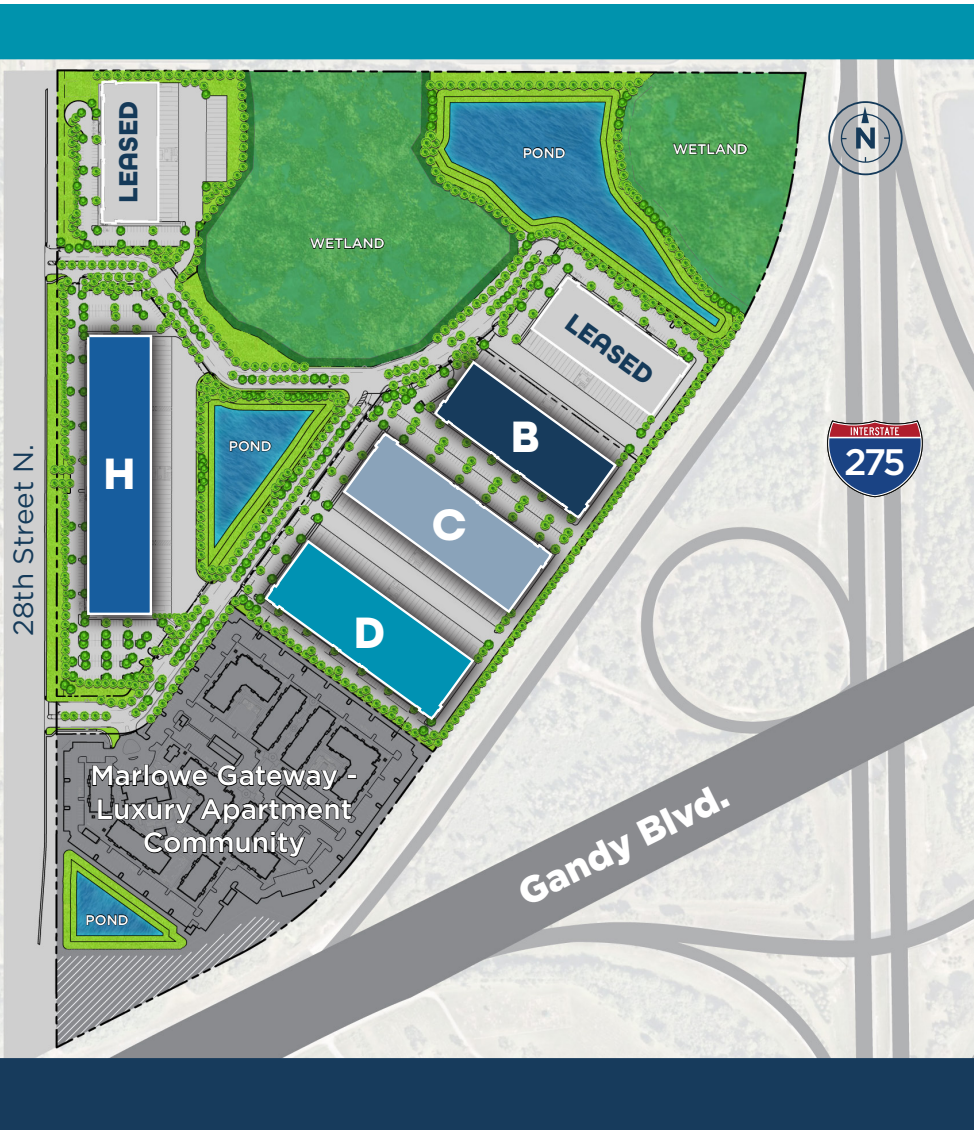 LEASED
POND
WETLAND
N
WETLAND
LEASED
INTERSTATE
275
B
POND
H
C
28th Street N.
D
Marlowe Gateway -
Luxury Apartment
Community
Gandy Blvd.
POND